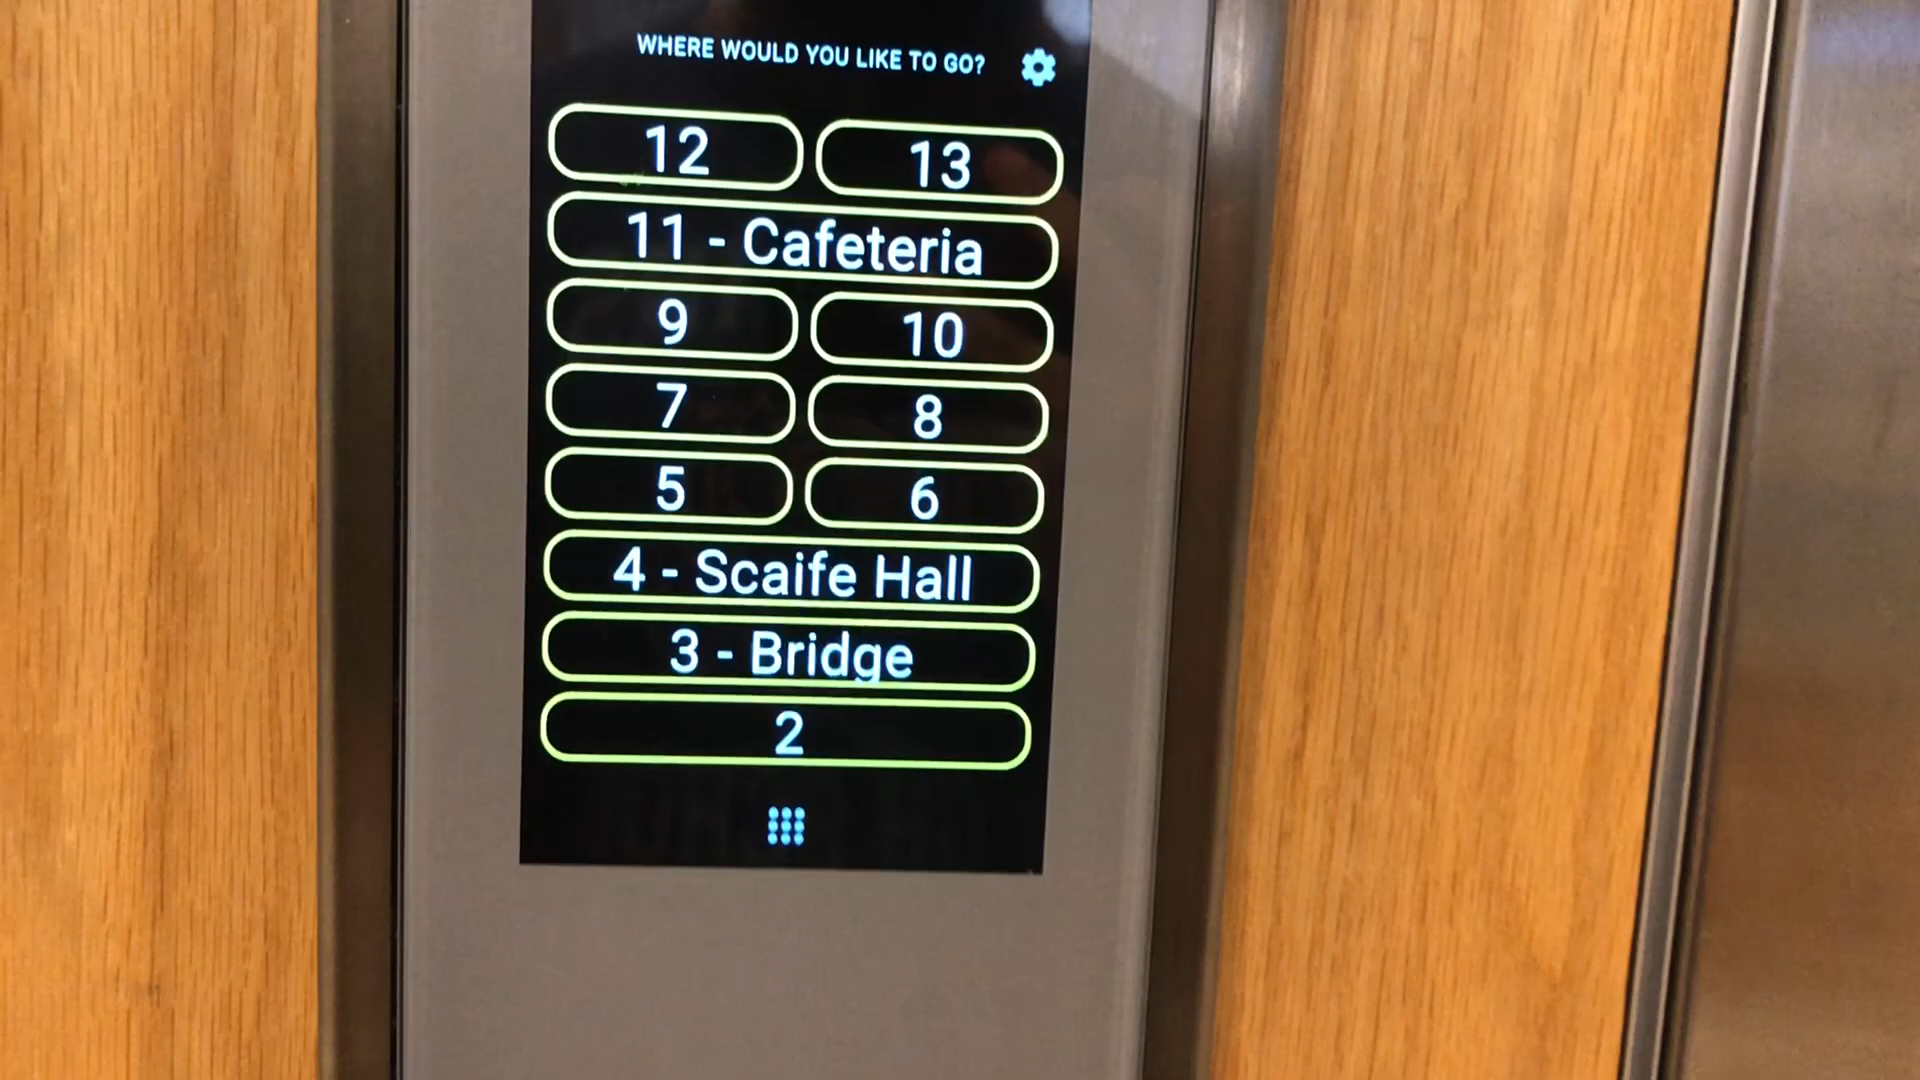 WHERE WOULD YOU LIKE TO GO?
12 13
11 - Cafeteria
9 10
7 8
5 6
4 - Scaife Hall
3 - Bridge
2